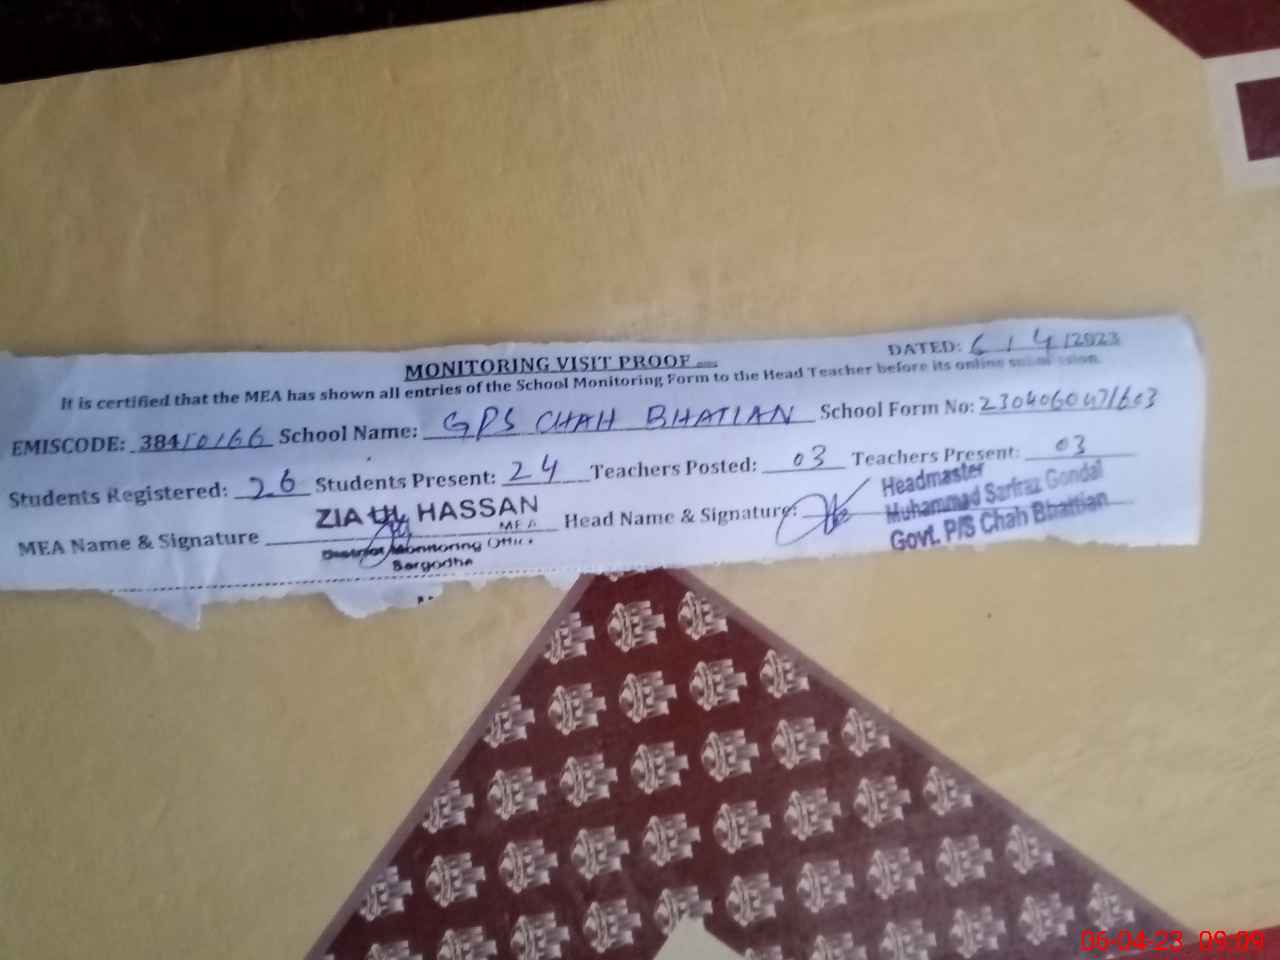 MONITORING VISIT PROOF
DATED: 6/4/2023
It is certified that the MEA has shown all entries of the School Monitoring Form to the Head Teacher before its online submission.
EMISCODE: 38410166 School Name: GPS CHAH BHATIAN School Form No: 2304060471603
Students Registered: 26 Students Present: 24 Teachers Posted: 03 Teachers Present: 03
MEA Name & Signature ZIA UL HASSAN Head Name & Signature: Headmaster
MEA Muhammad Sarfraz Gondal
District Monitoring Office Govt. P/S Chah Bhattian
Sargodha
06-04-23 09:09